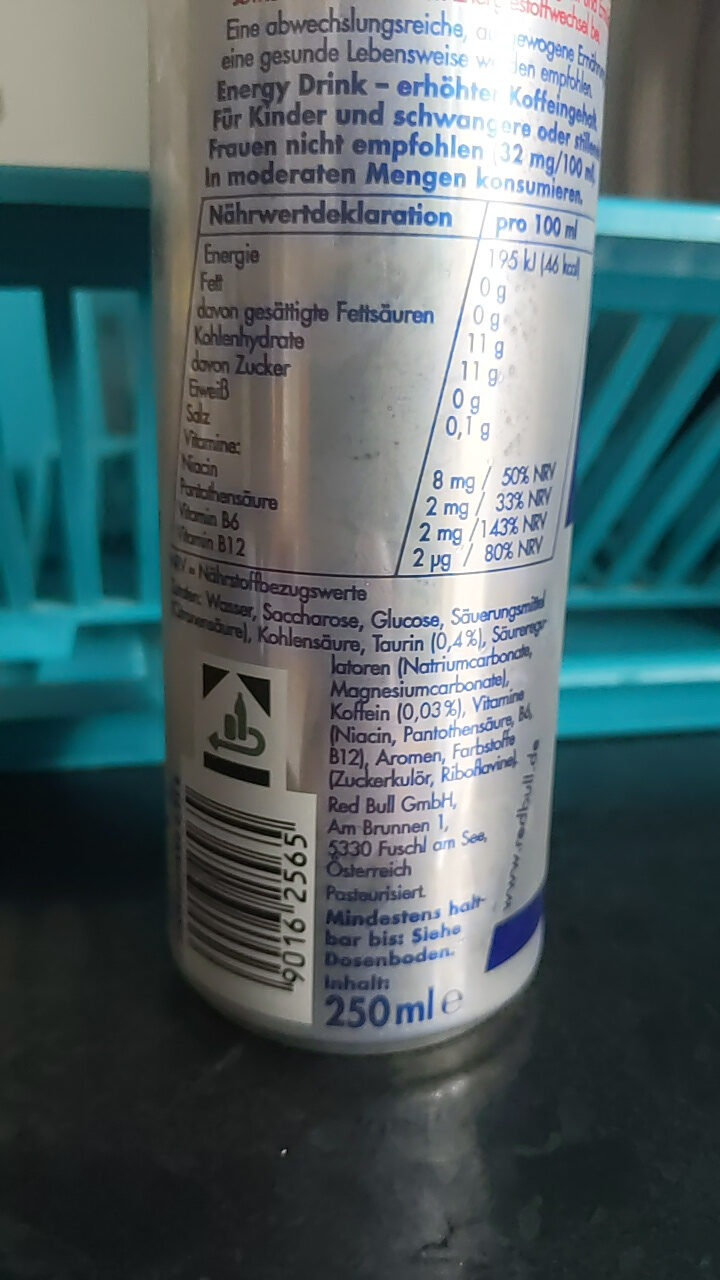 estoffwechsel bei.
Eine abwechslungsreiche,
eine gesunde Lebensweise empfohlen.
Energy Drink – erhöhter Koffeingehalt.
Für Kinder und schwangere oder stillende
Frauen nicht empfohlen (32 mg/100 ml).
In moderaten Mengen konsumieren.
Nährwertdeklaration pro 100 ml
Energie 195 kJ (46 kcal)
Fett 0 g
davon gesättigte Fettsäuren 0 g
Kohlenhydrate 11 g
davon Zucker 11 g
Eiweiß 0 g
Salz 0,1 g
Vitamine:
Niacin 8 mg / 50% NRV
Pantothensäure 2 mg / 33% NRV
Vitamin B6 2 mg /143% NRV
Vitamin B12 2 µg / 80% NRV
NRV = Nährstoffbezugswerte
Zutaten: Wasser, Saccharose, Glucose, Säuerungsmittel
(Citronensäure), Kohlensäure, Taurin (0,4%), Säureregu-
latoren (Natriumcarbonate,
Magnesiumcarbonate),
Koffein (0,03%), Vitamine
(Niacin, Pantothensäure, B6,
B12), Aromen, Farbstoffe
(Zuckerkulör, Riboflavine).
Red Bull GmbH,
Am Brunnen 1,
5330 Fuschl am See,
Österreich
Pasteurisiert.
Mindestens halt-
bar bis: Siehe
Dosenboden.
Inhalt:
250 ml e
www.redbull.de
9016 2565